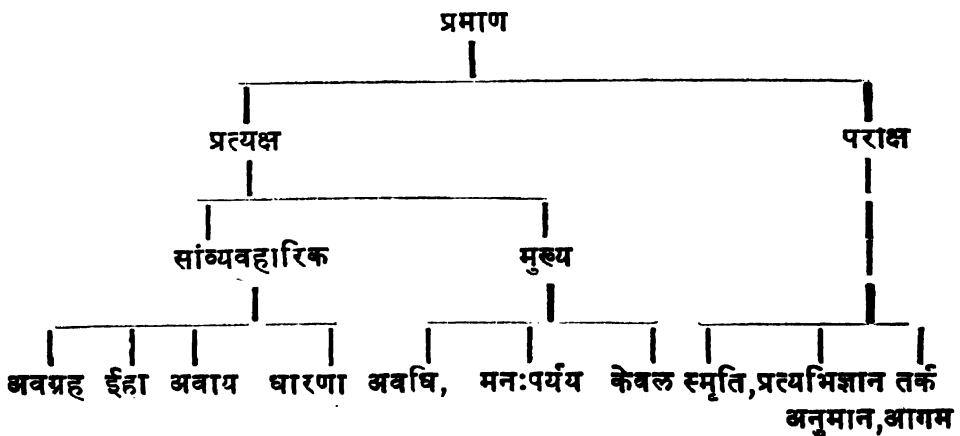 प्रमाण
प्रत्यक्ष परोक्ष
सांव्यवहारिक मुख्य
अवग्रह ईहा अवाय धारणा अवधि, मनःपर्यय केवल स्मृति, प्रत्यभिज्ञान तर्क
अनुमान, आगम